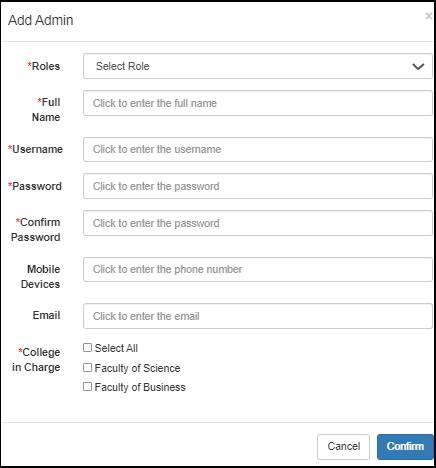 Add Admin ×
*Roles Select Role
*Full
Name Click to enter the full name
*Username Click to enter the username
*Password Click to enter the password
*Confirm
Password Click to enter the password
Mobile
Devices Click to enter the phone number
Email Click to enter the email
*College
in Charge Select All
Faculty of Science
Faculty of Business
Cancel Confirm